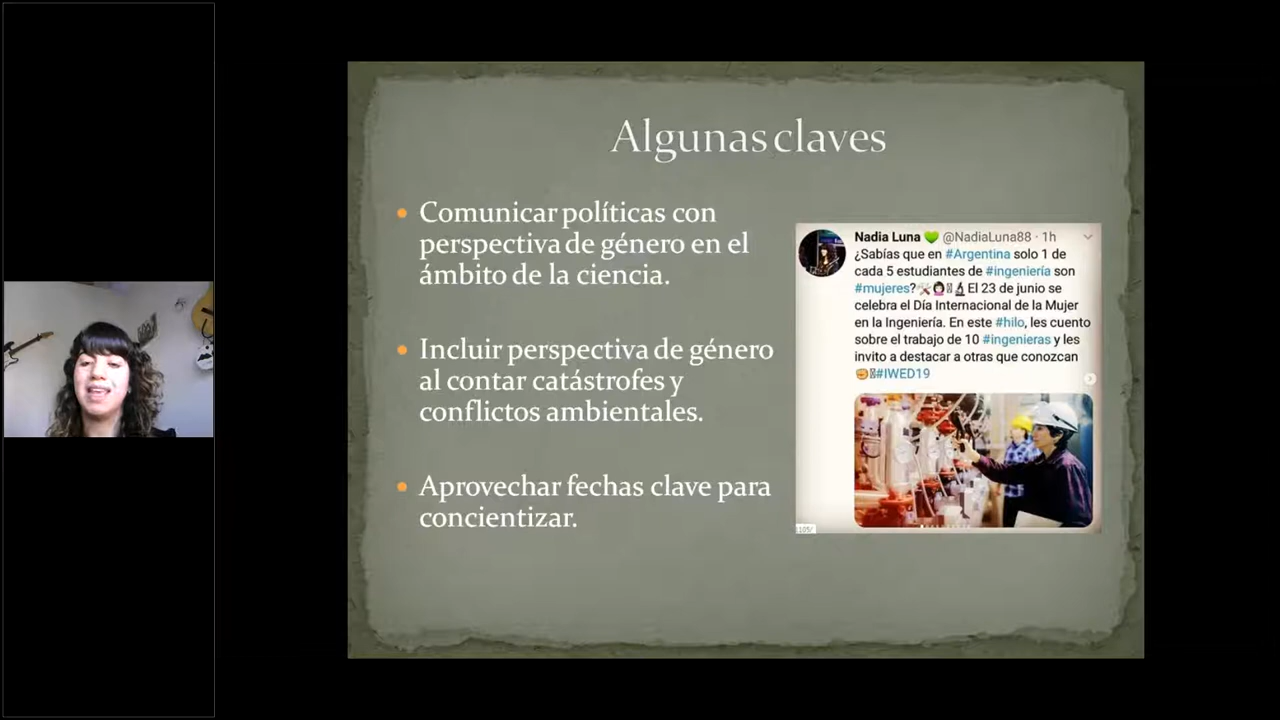 Algunas claves
Comunicar políticas con
perspectiva de género en el
ámbito de la ciencia.
Incluir perspectiva de género
al contar catástrofes y
conflictos ambientales.
Aprovechar fechas clave para
concientizar.
Nadia Luna 💚 @NadiaLuna88 · 1h
¿Sabías que en #Argentina solo 1 de
cada 5 estudiantes de #ingeniería son
#mujeres? El 23 de junio se
celebra el Día Internacional de la Mujer
en la Ingeniería. En este #hilo, les cuento
sobre el trabajo de 10 #ingenieras y les
invito a destacar a otras que conozcan
#IWED19